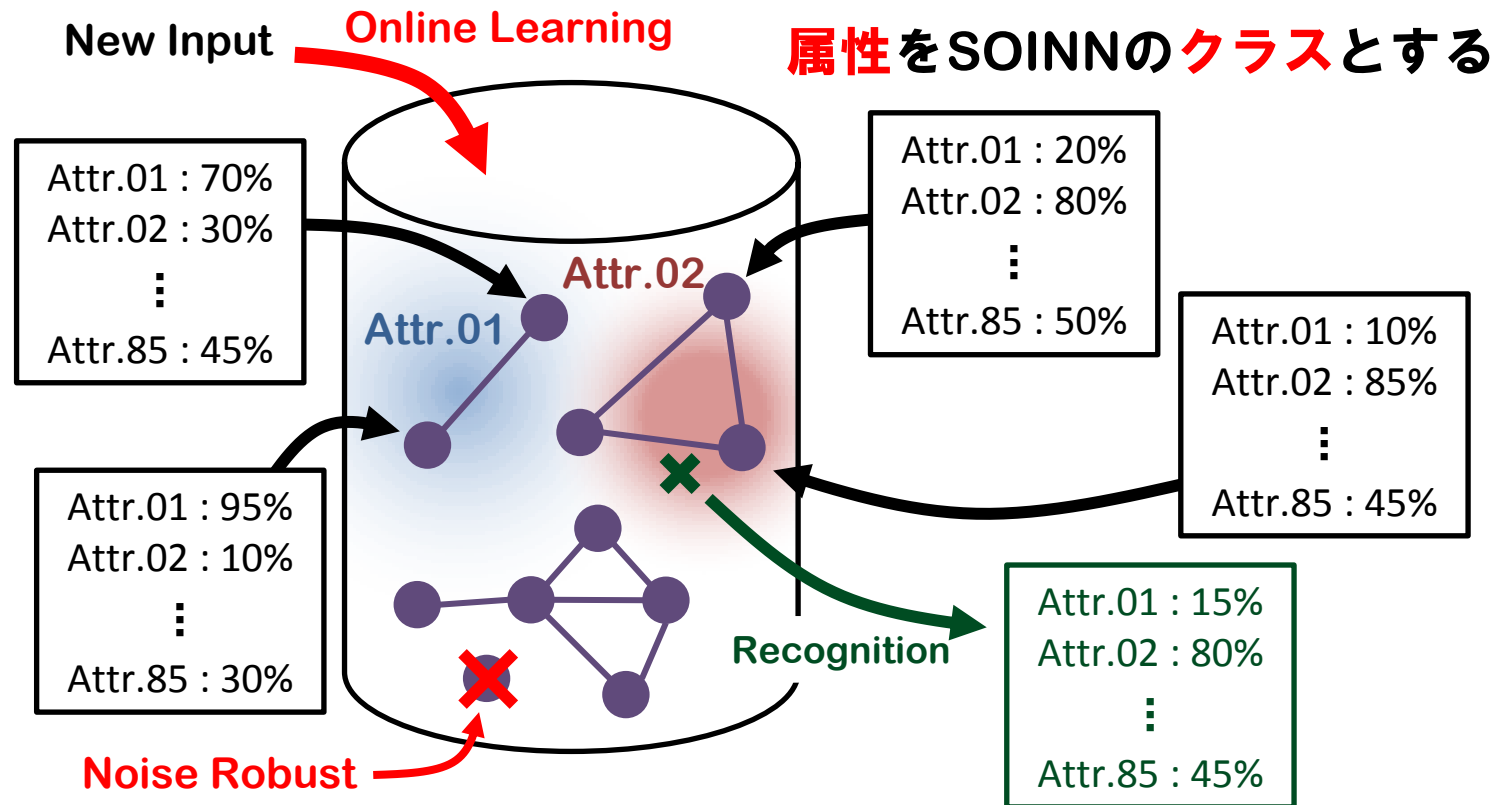 New Input
Online Learning
属性をSOINNのクラスとする
Attr.01 : 70%
Attr.02 : 30%
⋮
Attr.85 : 45%
Attr.01 : 20%
Attr.02 : 80%
⋮
Attr.85 : 50%
Attr.02
Attr.01
Attr.01 : 10%
Attr.02 : 85%
⋮
Attr.85 : 45%
Attr.01 : 95%
Attr.02 : 10%
⋮
Attr.85 : 30%
Recognition
Attr.01 : 15%
Attr.02 : 80%
⋮
Attr.85 : 45%
Noise Robust